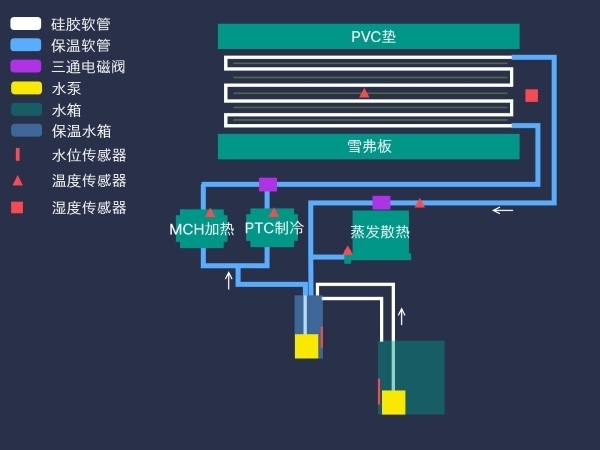 硅胶软管
保温软管
三通电磁阀
水泵
水箱
保温水箱
水位传感器
温度传感器
湿度传感器
PVC垫
雪弗板
MCH加热
PTC制冷
蒸发散热